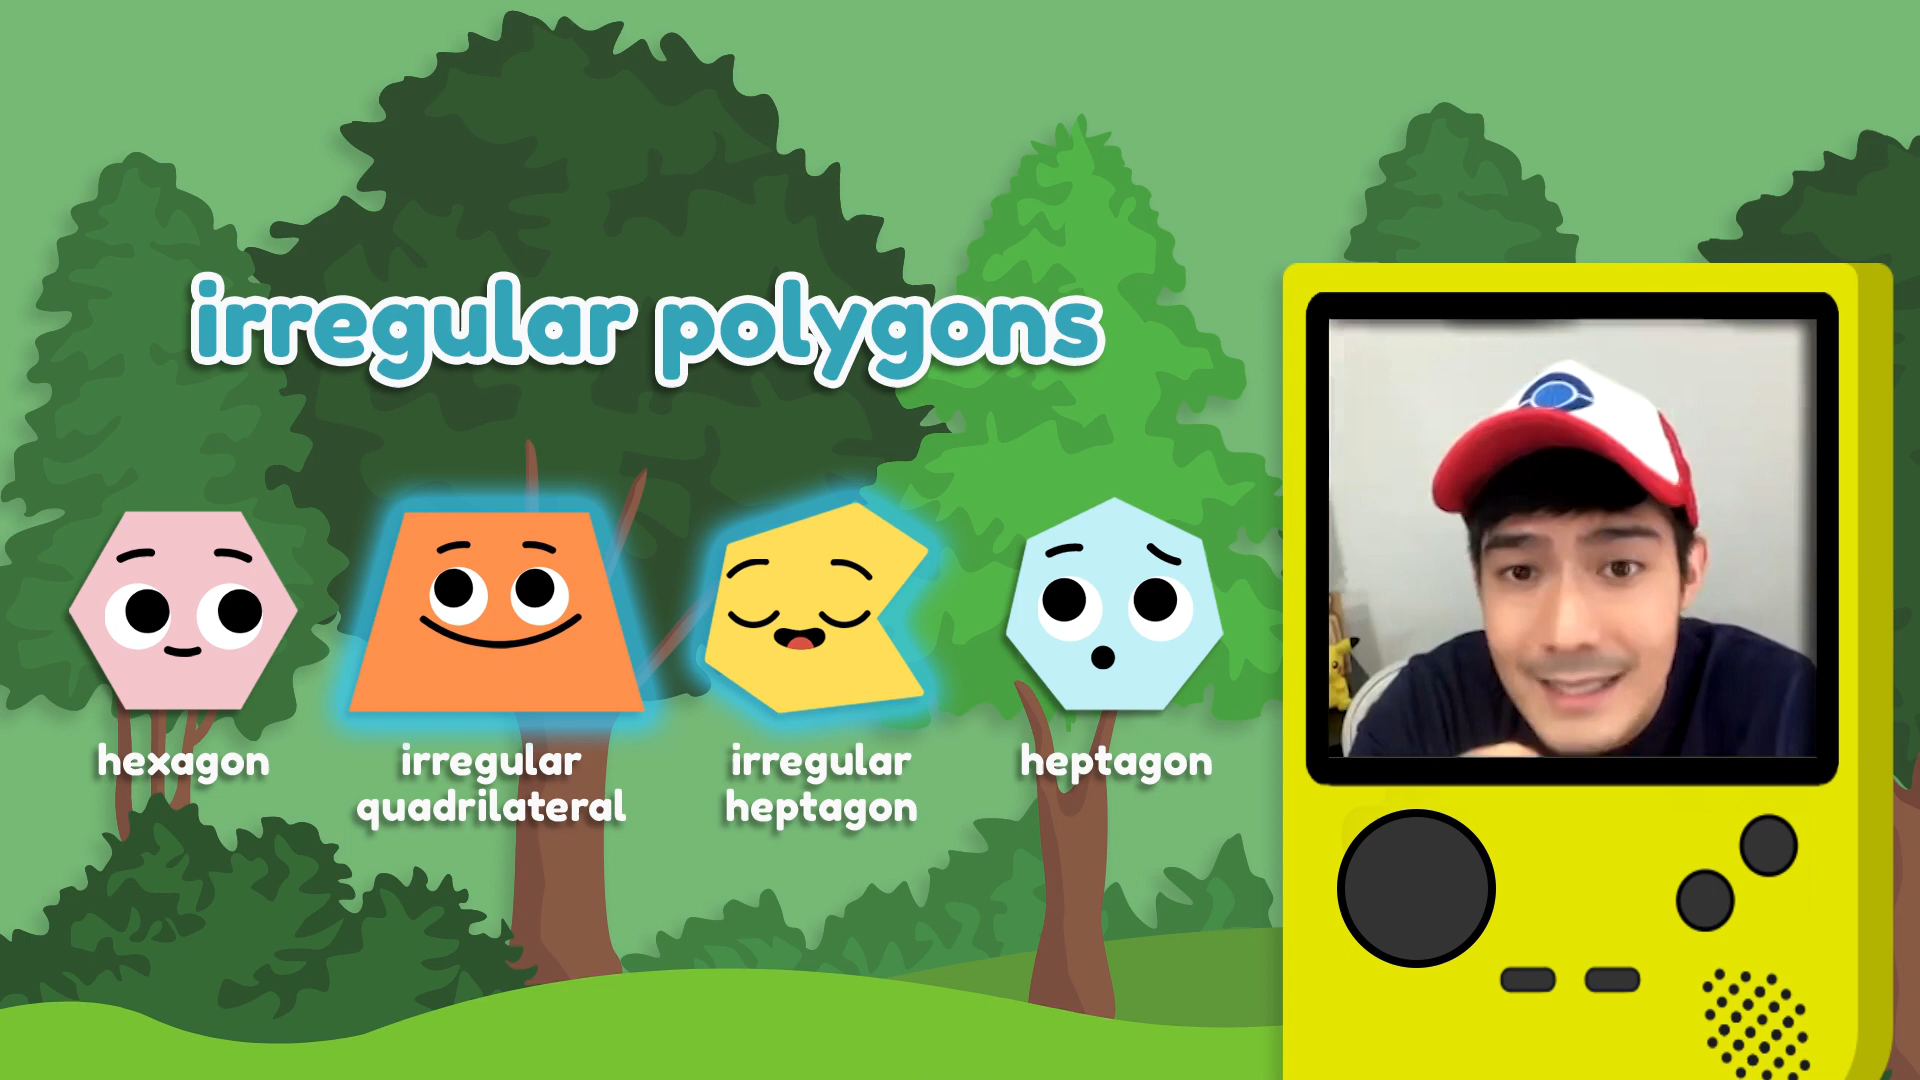 irregular polygons
hexagon
irregular
quadrilateral
irregular
heptagon
heptagon